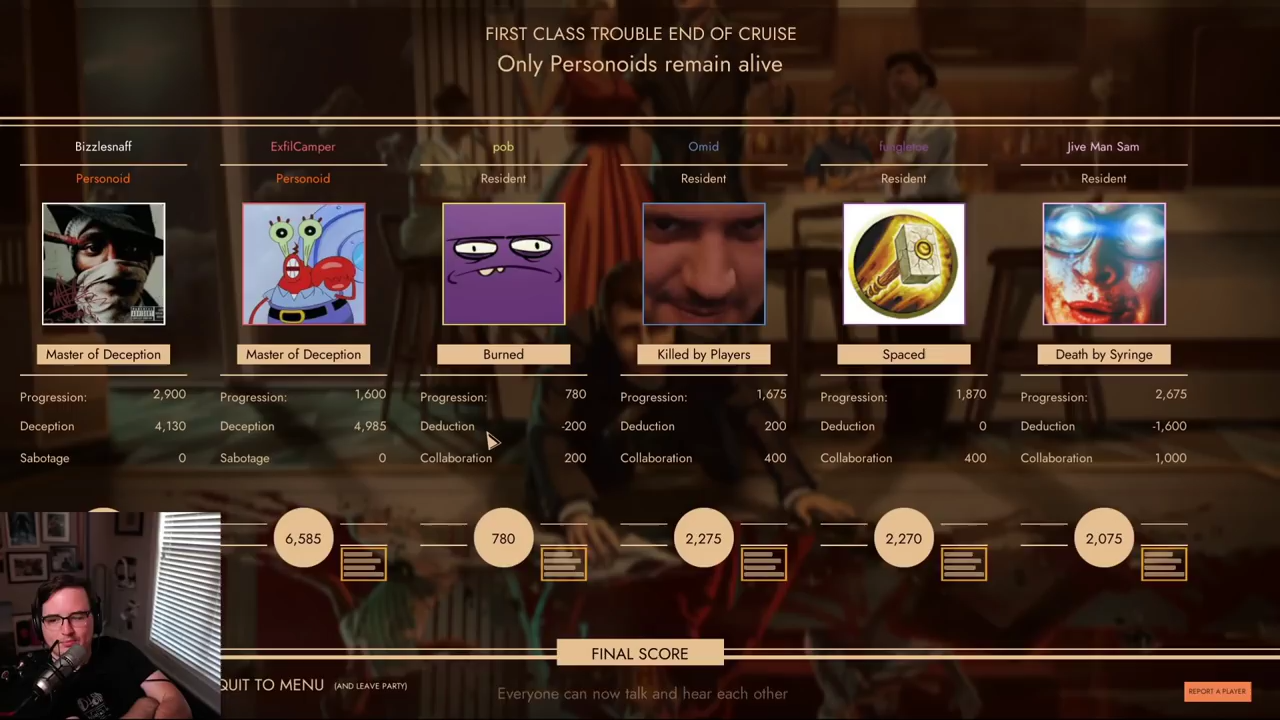 FIRST CLASS TROUBLE END OF CRUISE
Only Personoids remain alive
Bizzlesnaff ExfilCamper pob Omid fungletoe Jive Man Sam
Personoid Personoid Resident Resident Resident Resident
Master of Deception Master of Deception Burned Killed by Players Spaced Death by Syringe
Progression: 2,900 Progression: 1,600 Progression: 780 Progression: 1,675 Progression: 1,870 Progression: 2,675
Deception 4,130 Deception 4,985 Deduction -200 Deduction 200 Deduction 0 Deduction -1,600
Sabotage 0 Sabotage 0 Collaboration 200 Collaboration 400 Collaboration 400 Collaboration 1,000
6,585 780 2,275 2,270 2,075
FINAL SCORE
QUIT TO MENU (AND LEAVE PARTY)
Everyone can now talk and hear each other
REPORT A PLAYER